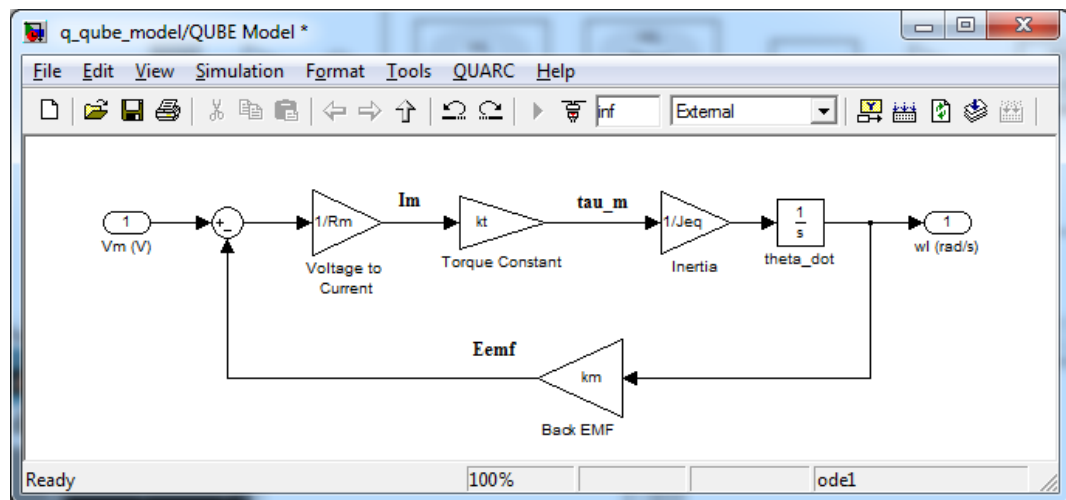 q_qube_model/QUBE Model *
File Edit View Simulation Format Tools QUARC Help
inf External
Im
tau_m
1
Vm (V)
+
-
1/Rm
Voltage to
Current
kt
Torque Constant
1/Jeq
Inertia
1
s
theta_dot
1
wl (rad/s)
Eemf
km
Back EMF
Ready 100% ode1